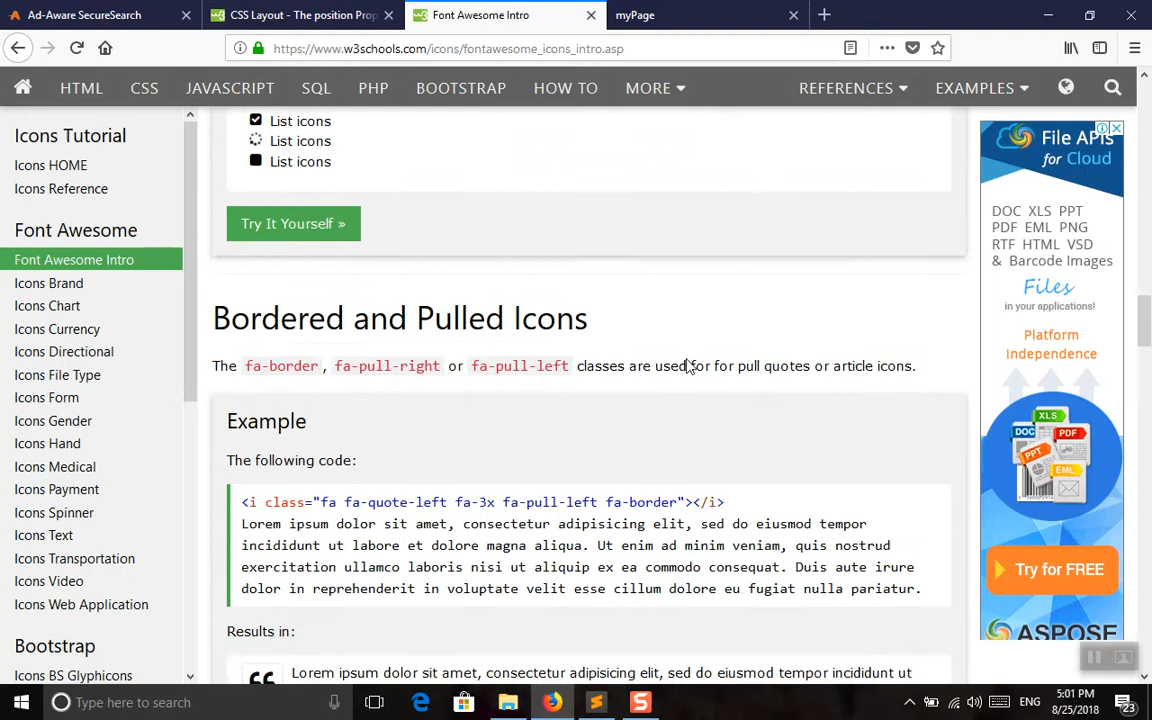 Ad-Aware SecureSearch
CSS Layout - The position Prop
Font Awesome Intro
myPage
https://www.w3schools.com/icons/fontawesome_icons_intro.asp
HTML CSS JAVASCRIPT SQL PHP BOOTSTRAP HOW TO MORE REFERENCES EXAMPLES
Icons Tutorial
Icons HOME
Icons Reference
Font Awesome
Font Awesome Intro
Icons Brand
Icons Chart
Icons Currency
Icons Directional
Icons File Type
Icons Form
Icons Gender
Icons Hand
Icons Medical
Icons Payment
Icons Spinner
Icons Text
Icons Transportation
Icons Video
Icons Web Application
Bootstrap
Icons BS Glyphicons
List icons
List icons
List icons
Try It Yourself »
Bordered and Pulled Icons
The fa-border, fa-pull-right or fa-pull-left classes are used for for pull quotes or article icons.
Example
The following code:
<i class="fa fa-quote-left fa-3x fa-pull-left fa-border"></i>
Lorem ipsum dolor sit amet, consectetur adipisicing elit, sed do eiusmod tempor
incididunt ut labore et dolore magna aliqua. Ut enim ad minim veniam, quis nostrud
exercitation ullamco laboris nisi ut aliquip ex ea commodo consequat. Duis aute irure
dolor in reprehenderit in voluptate velit esse cillum dolore eu fugiat nulla pariatur.
Results in:
Lorem ipsum dolor sit amet, consectetur adipisicing elit, sed do eiusmod tempor incididunt ut
File APIs
for Cloud
DOC XLS PPT
PDF EML PNG
RTF HTML VSD
& Barcode Images
Files
in your applications!
Platform
Independence
XLS
DOC
PDF
PPT
EML
Try for FREE
ASPOSE
Type here to search
ENG
5:01 PM
8/25/2018
23